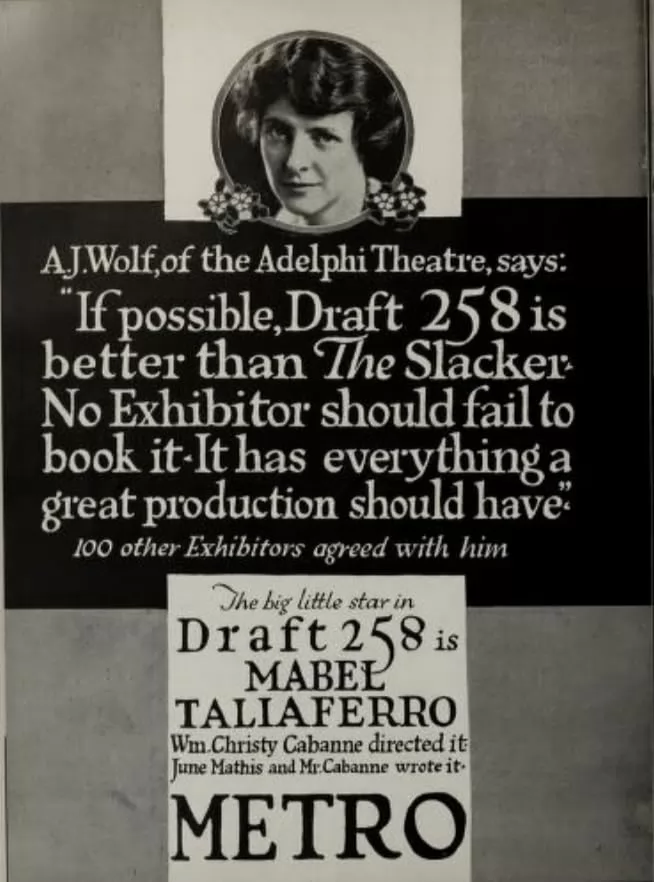 A.J.Wolf, of the Adelphi Theatre, says:
"If possible, Draft 258 is
better than The Slacker·
No Exhibitor should fail to
book it·It has everything a
great production should have"·
100 other Exhibitors agreed with him
The big little star in
Draft 258 is
MABEL
TALIAFERRO
Wm. Christy Cabanne directed it·
June Mathis and Mr. Cabanne wrote it·
METRO